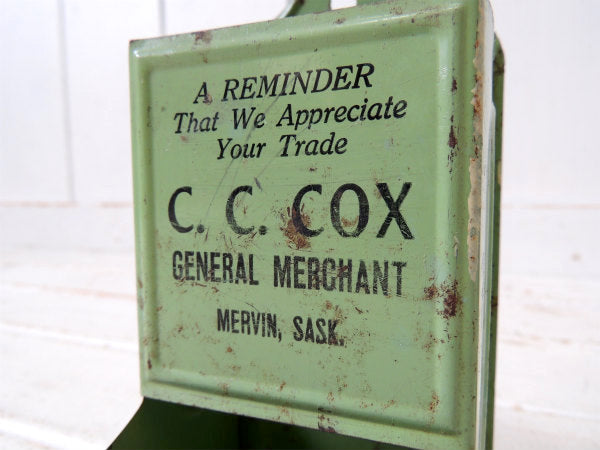 A REMINDER
That We Appreciate
Your Trade
C. C. COX
GENERAL MERCHANT
MERVIN, SASK.